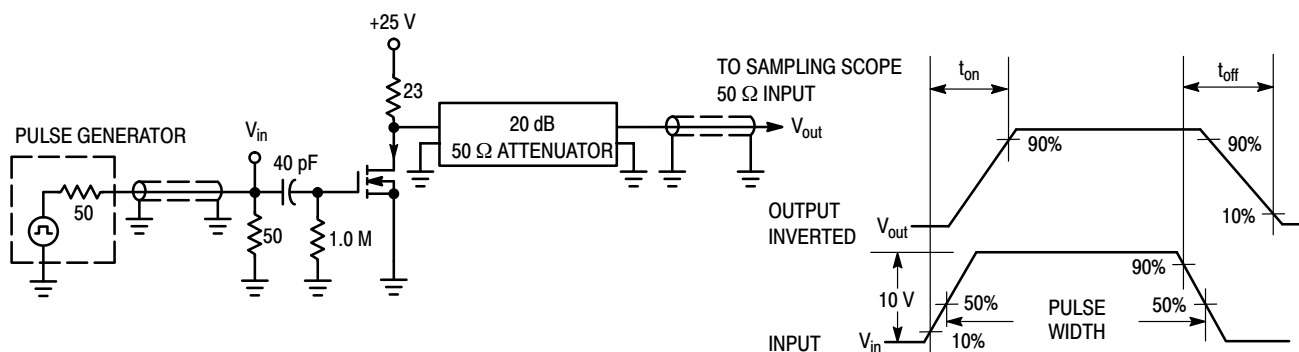 +25 V
23
PULSE GENERATOR
50
V_in
40 pF
50
1.0 M
20 dB
50 Ω ATTENUATOR
TO SAMPLING SCOPE
50 Ω INPUT
V_out
t_on
t_off
90%
90%
10%
OUTPUT
INVERTED
V_out
10 V
90%
50%
PULSE
WIDTH
50%
INPUT
V_in
10%